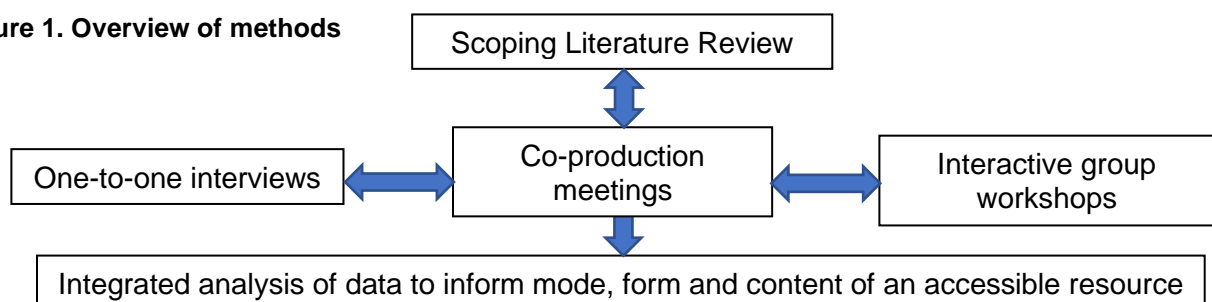 ure 1. Overview of methods
Scoping Literature Review
One-to-one interviews
Co-production
meetings
Interactive group
workshops
Integrated analysis of data to inform mode, form and content of an accessible resource